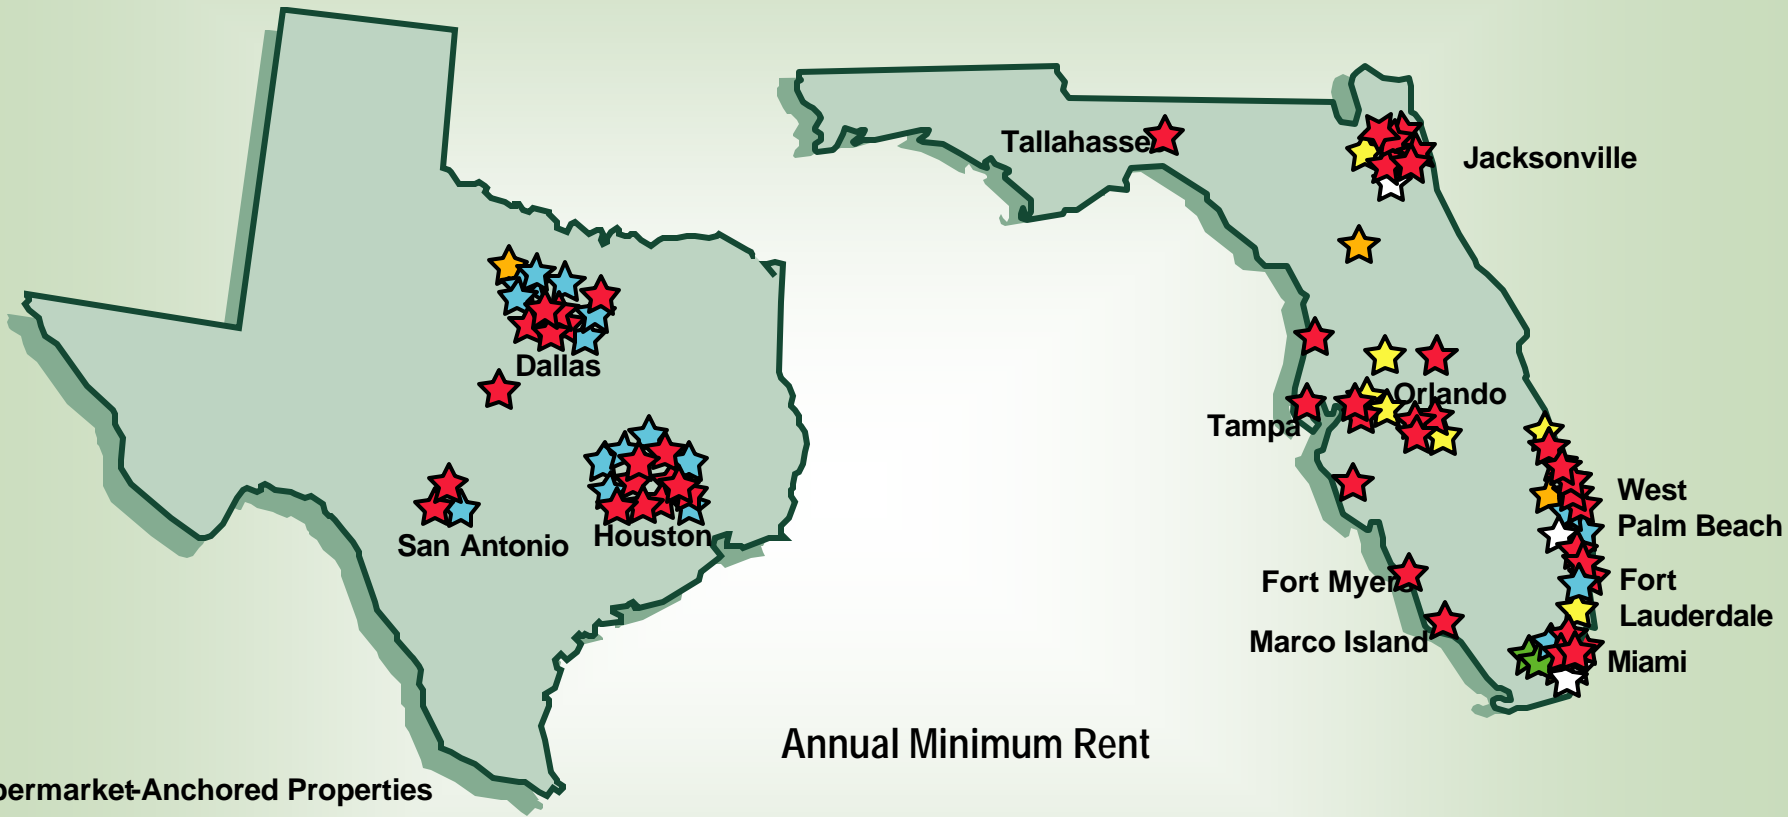 Tallahasse
Jacksonville
Dallas
Orlando
Tampa
West
Palm Beach
San Antonio
Houston
Fort Myers
Fort
Lauderdale
Marco Island
Miami
Annual Minimum Rent
permarket-Anchored Properties